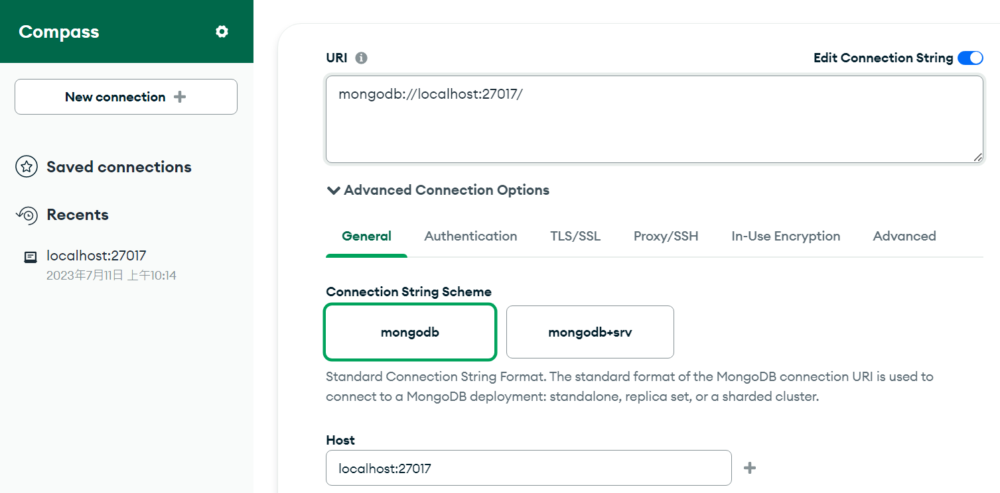 Compass
New connection
Saved connections
Recents
localhost:27017
2023年7月11日 上午10:14
URI
Edit Connection String
mongodb://localhost:27017/
Advanced Connection Options
General Authentication TLS/SSL Proxy/SSH In-Use Encryption Advanced
Connection String Scheme
mongodb mongodb+srv
Standard Connection String Format. The standard format of the MongoDB connection URI is used to
connect to a MongoDB deployment: standalone, replica set, or a sharded cluster.
Host
localhost:27017